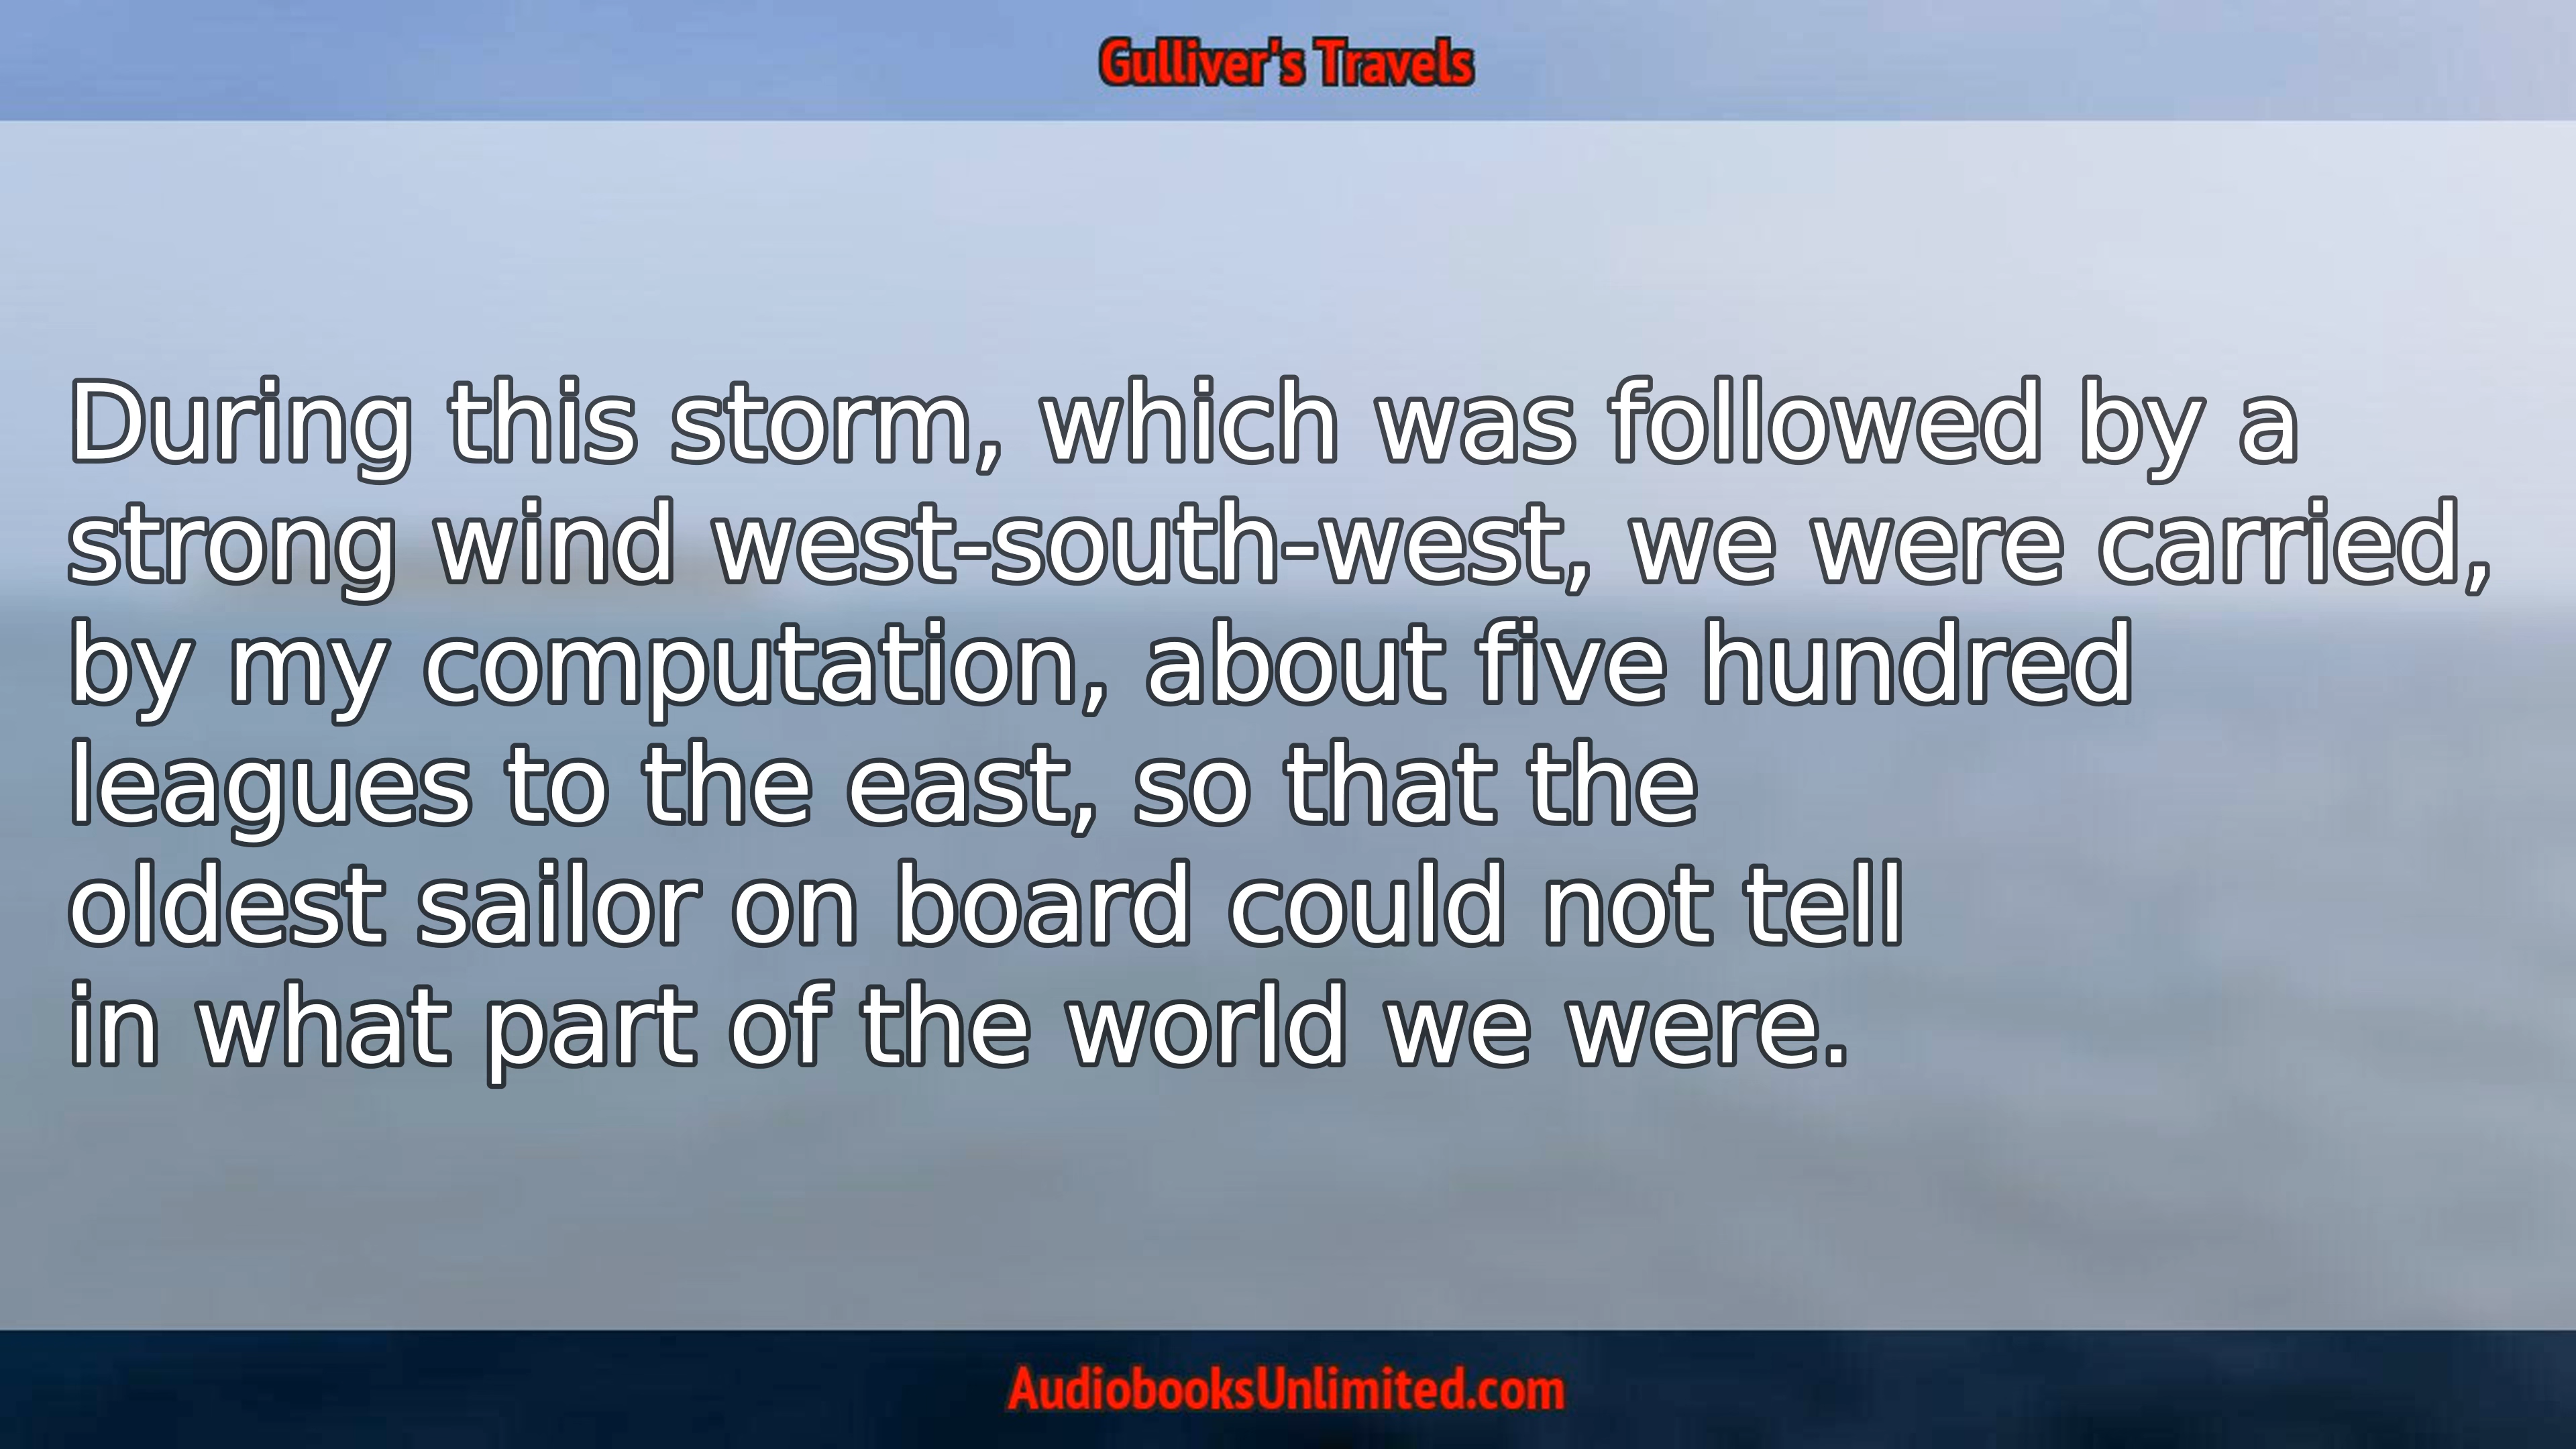 Gulliver's Travels
During this storm, which was followed by a
strong wind west-south-west, we were carried,
by my computation, about five hundred
leagues to the east, so that the
oldest sailor on board could not tell
in what part of the world we were.
AudiobooksUnlimited.com